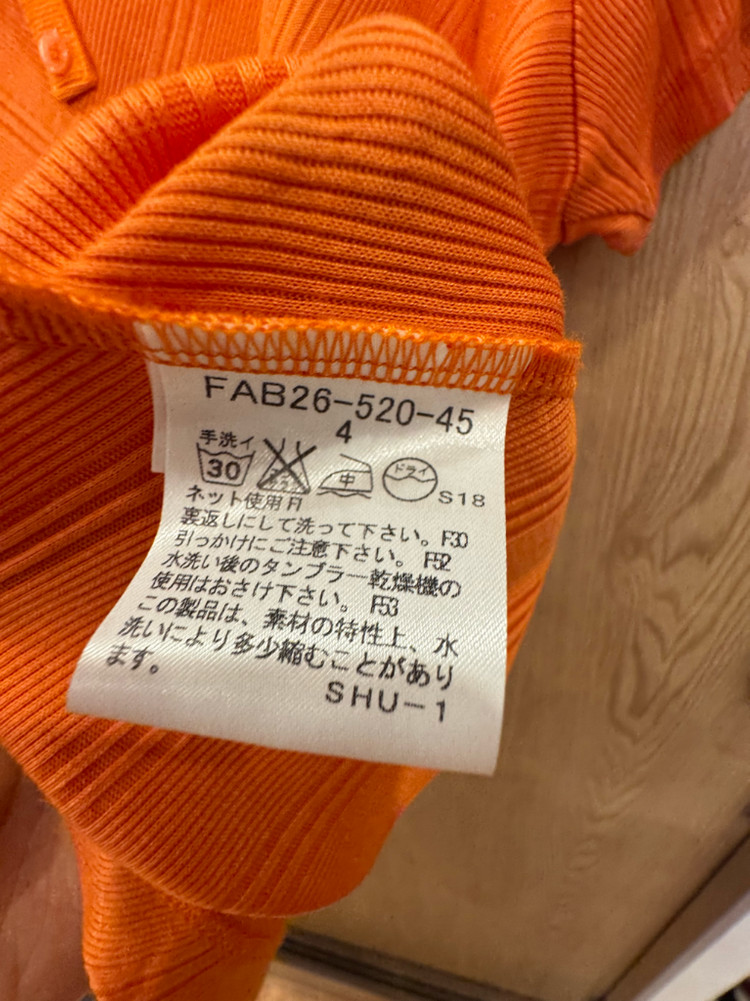 FAB26-520-45
4
手洗イ
30
中
ドライ
S18
ネット使用
裏返しにして洗って下さい。 F30
引っかけにご注意下さい。 F52
水洗い後のタンブラー乾燥機の
使用はおさけ下さい。 F53
この製品は、素材の特性上、水
洗いにより多少縮むことがあり
ます。
SHU-1